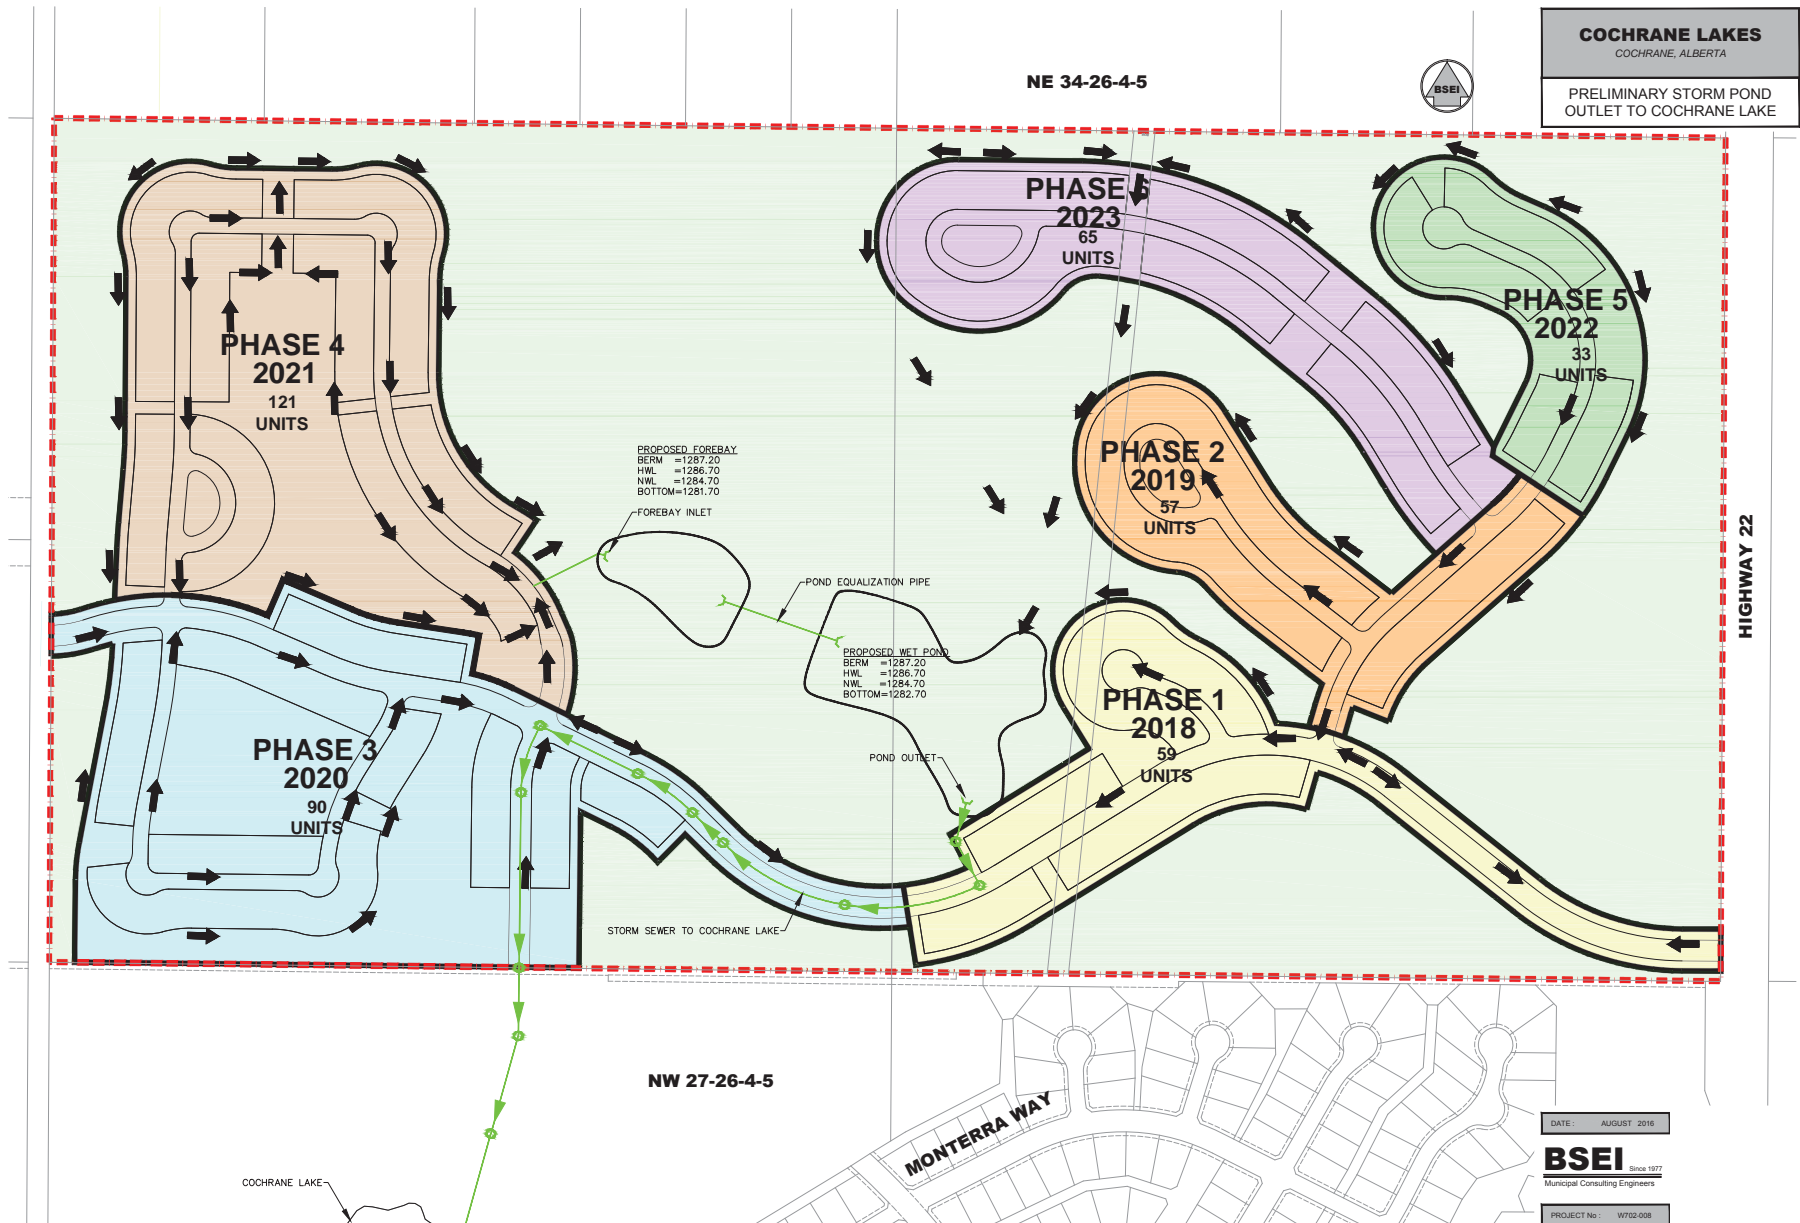 COCHRANE LAKES
COCHRANE, ALBERTA
PRELIMINARY STORM POND
OUTLET TO COCHRANE LAKE
NE 34-26-4-5
BSEI
PHASE 6
2023
65
UNITS
PHASE 5
2022
33
UNITS
PHASE 4
2021
121
UNITS
PROPOSED FOREBAY
BERM =1287.20
HWL =1286.70
NWL =1284.70
BOTTOM=1281.70
FOREBAY INLET
PHASE 2
2019
57
UNITS
POND EQUALIZATION PIPE
PROPOSED WET POND
BERM =1287.20
HWL =1286.70
NWL =1284.70
BOTTOM=1282.70
HIGHWAY 22
PHASE 1
2018
59
UNITS
PHASE 3
2020
90
UNITS
POND OUTLET
STORM SEWER TO COCHRANE LAKE
NW 27-26-4-5
MONTERRA WAY
COCHRANE LAKE
DATE : AUGUST 2016
BSEI Since 1977
Municipal Consulting Engineers
PROJECT No : W702-008